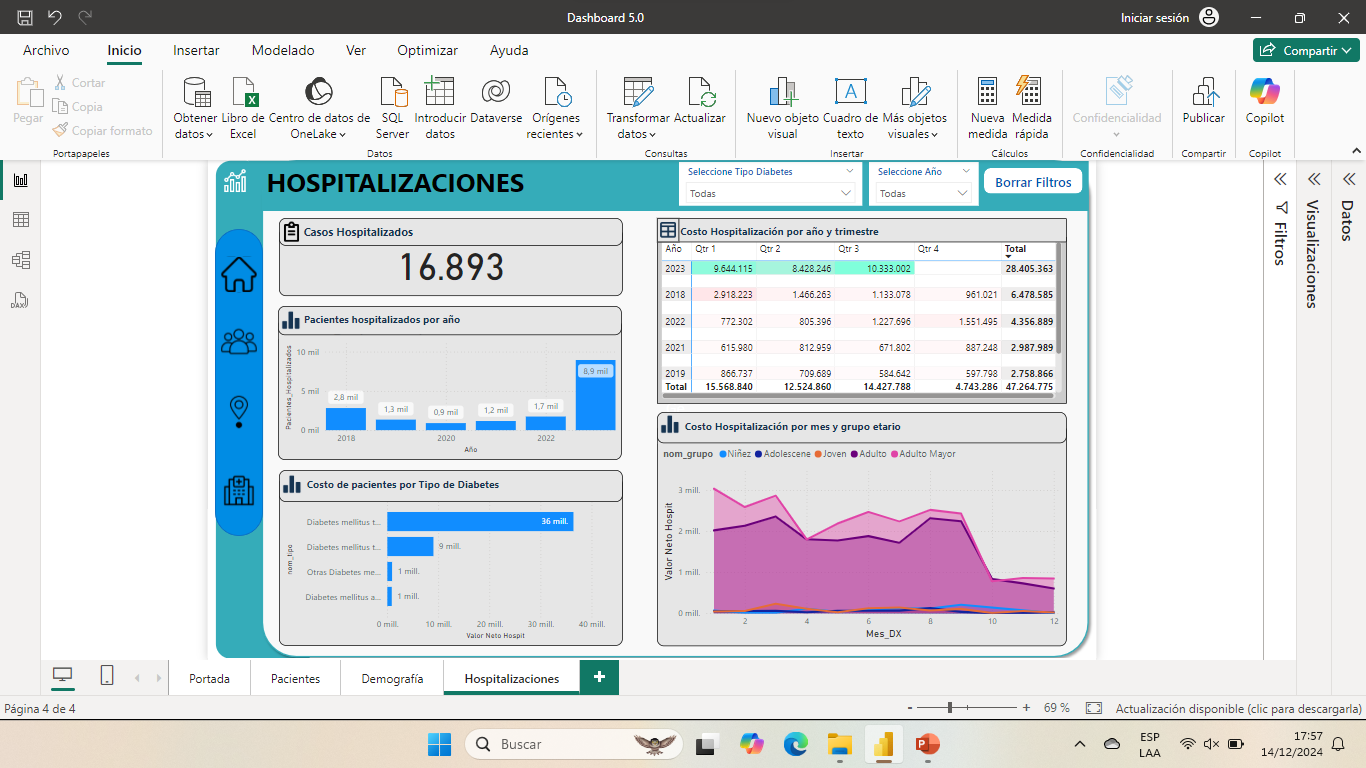 Dashboard 5.0
Iniciar sesión
Archivo
Inicio
Insertar
Modelado
Ver
Optimizar
Ayuda
Compartir
Pegar
Cortar
Copia
Copiar formato
Portapapeles
Obtener datos
Libro de Excel
Centro de datos de OneLake
SQL Server
Introducir datos
Dataverse
Orígenes recientes
Datos
Transformar datos
Actualizar
Consultas
Nuevo objeto visual
Cuadro de texto
Más objetos visuales
Insertar
Nueva medida
Medida rápida
Cálculos
Confidencialidad
Confidencialidad
Publicar
Compartir
Copilot
Copilot
DAX
HOSPITALIZACIONES
Seleccione Tipo Diabetes
Todas
Seleccione Año
Todas
Borrar Filtros
Casos Hospitalizados
16.893
Pacientes hospitalizados por año
Pacientes_Hospitalizados
10 mil
5 mil
0 mil
2,8 mil
1,3 mil
0,9 mil
1,2 mil
1,7 mil
8,9 mil
2018 2020 2022
Año
Costo de pacientes por Tipo de Diabetes
nom_tipo
Diabetes mellitus t... 36 mill.
Diabetes mellitus t... 9 mill.
Otras Diabetes me... 1 mill.
Diabetes mellitus a... 1 mill.
0 mill. 10 mill. 20 mill. 30 mill. 40 mill.
Valor Neto Hospit
Costo Hospitalización por año y trimestre
Año Qtr 1 Qtr 2 Qtr 3 Qtr 4 Total
2023 9.644.115 8.428.246 10.333.002 28.405.363
2018 2.918.223 1.466.263 1.133.078 961.021 6.478.585
2022 772.302 805.396 1.227.696 1.551.495 4.356.889
2021 615.980 812.959 671.802 887.248 2.987.989
2019 866.737 709.689 584.642 597.798 2.758.866
Total 15.568.840 12.524.860 14.427.788 4.743.286 47.264.775
Costo Hospitalización por mes y grupo etario
nom_grupo Niñez Adolescene Joven Adulto Adulto Mayor
Valor Neto Hospit
3 mill.
2 mill.
1 mill.
0 mill.
2 4 6 8 10 12
Mes_DX
Filtros
Visualizaciones
Datos
Portada
Pacientes
Demografía
Hospitalizaciones
+
Página 4 de 4
- + 69 %
Actualización disponible (clic para descargarla)
Buscar
ESP
LAA
17:57
14/12/2024